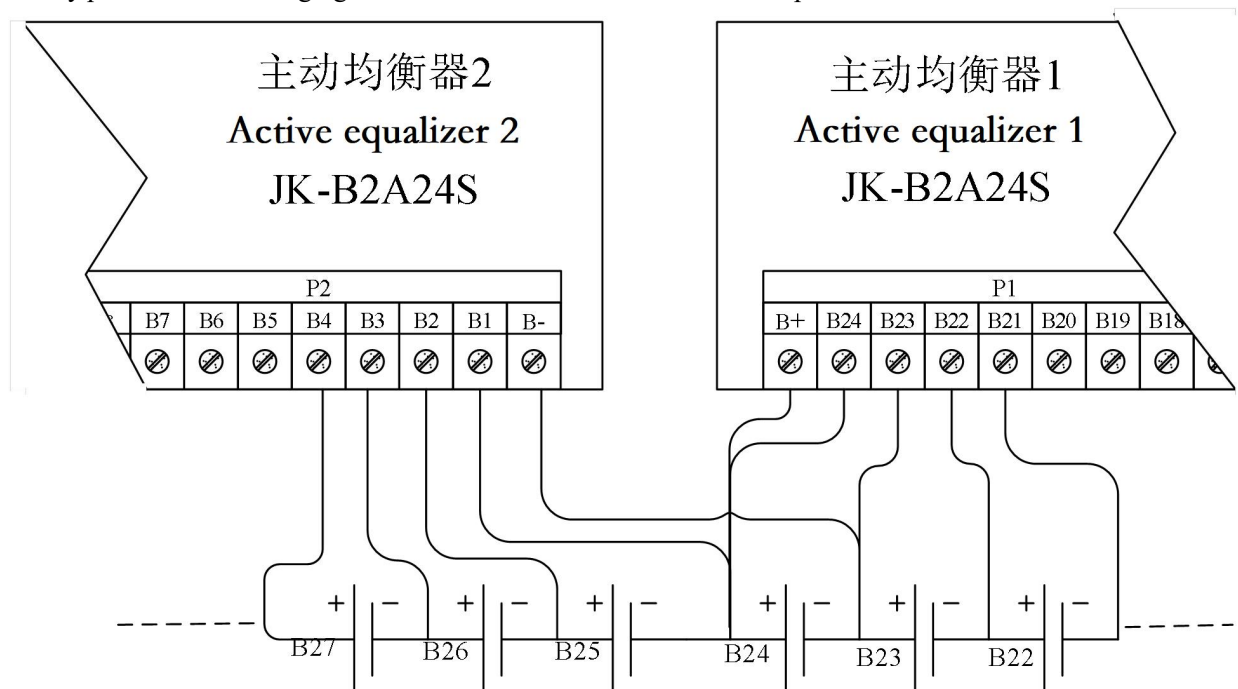 主动均衡器2
Active equalizer 2
JK-B2A24S
P2
B7 B6 B5 B4 B3 B2 B1 B-
主动均衡器1
Active equalizer 1
JK-B2A24S
P1
B+ B24 B23 B22 B21 B20 B19 B18
+ - + - + - + - + - + -
B27 B26 B25 B24 B23 B22